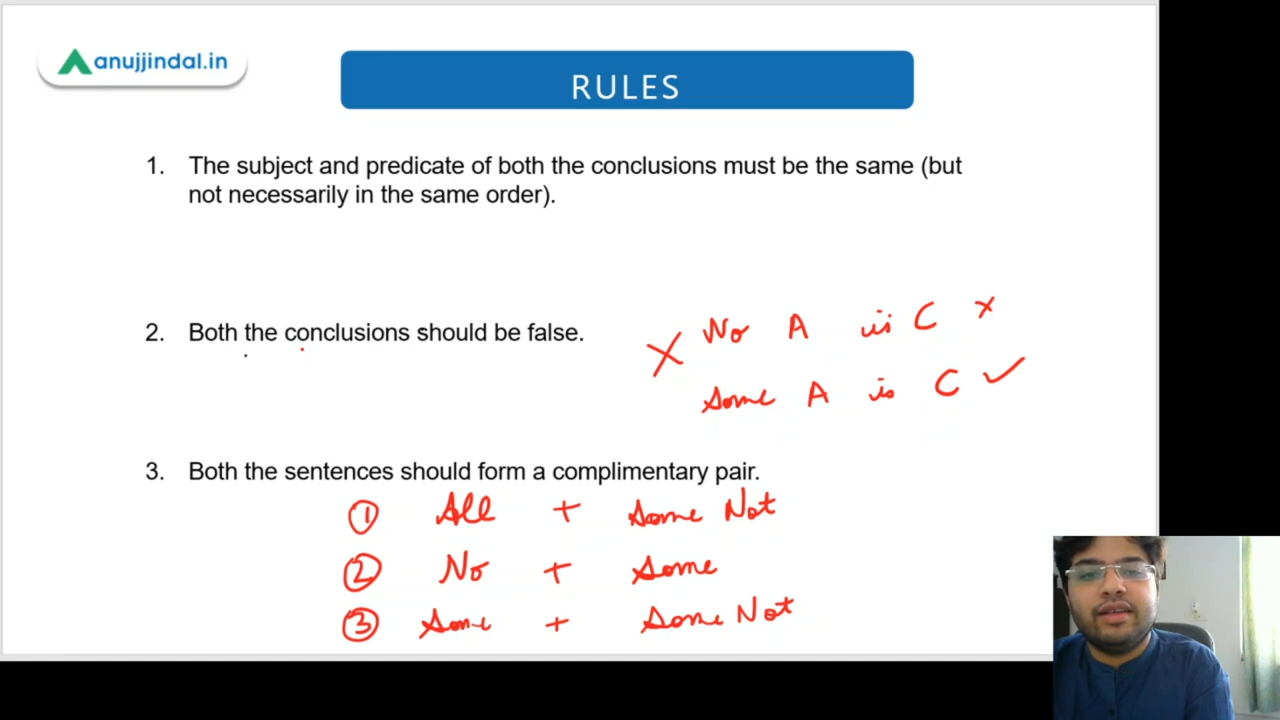 anujjindal.in
RULES
1. The subject and predicate of both the conclusions must be the same (but
not necessarily in the same order).
2. Both the conclusions should be false.
No A is C ×
× Some A is C ✓
3. Both the sentences should form a complimentary pair.
① All + Some Not
② No + Some
③ Some + Some Not